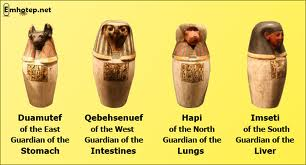 Emhotep.net
Duamutef
of the East
Guardian of the
Stomach
Qebehsenuef
of the West
Guardian of the
Intestines
Hapi
of the North
Guardian of the
Lungs
Imseti
of the South
Guardian of the
Liver